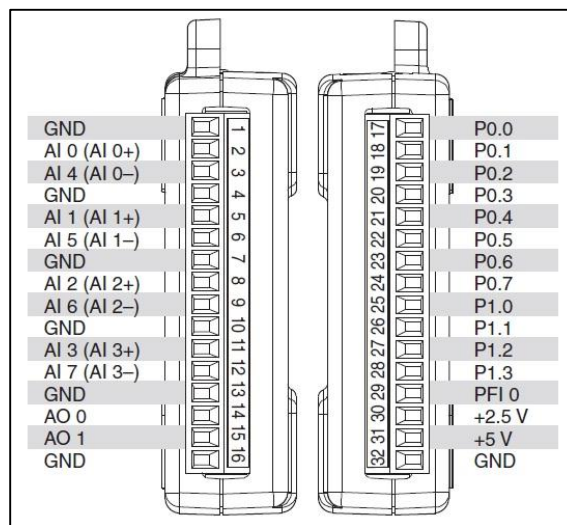 GND 1
AI 0 (AI 0+) 2
AI 4 (AI 0–) 3
GND 4
AI 1 (AI 1+) 5
AI 5 (AI 1–) 6
GND 7
AI 2 (AI 2+) 8
AI 6 (AI 2–) 9
GND 10
AI 3 (AI 3+) 11
AI 7 (AI 3–) 12
GND 13
AO 0 14
AO 1 15
GND 16
17 P0.0
18 P0.1
19 P0.2
20 P0.3
21 P0.4
22 P0.5
23 P0.6
24 P0.7
25 P1.0
26 P1.1
27 P1.2
28 P1.3
29 PFI 0
30 +2.5 V
31 +5 V
32 GND